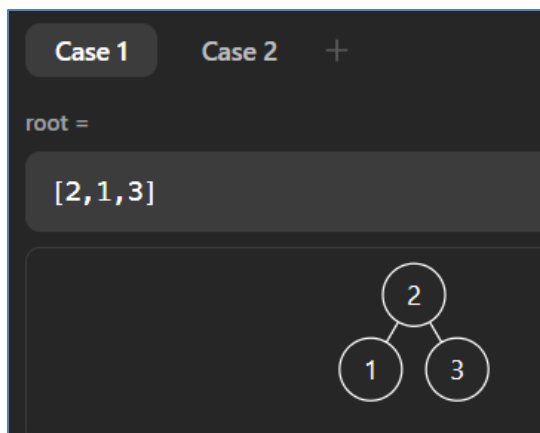 Case 1 Case 2 +
root =
[2,1,3]
2
1 3